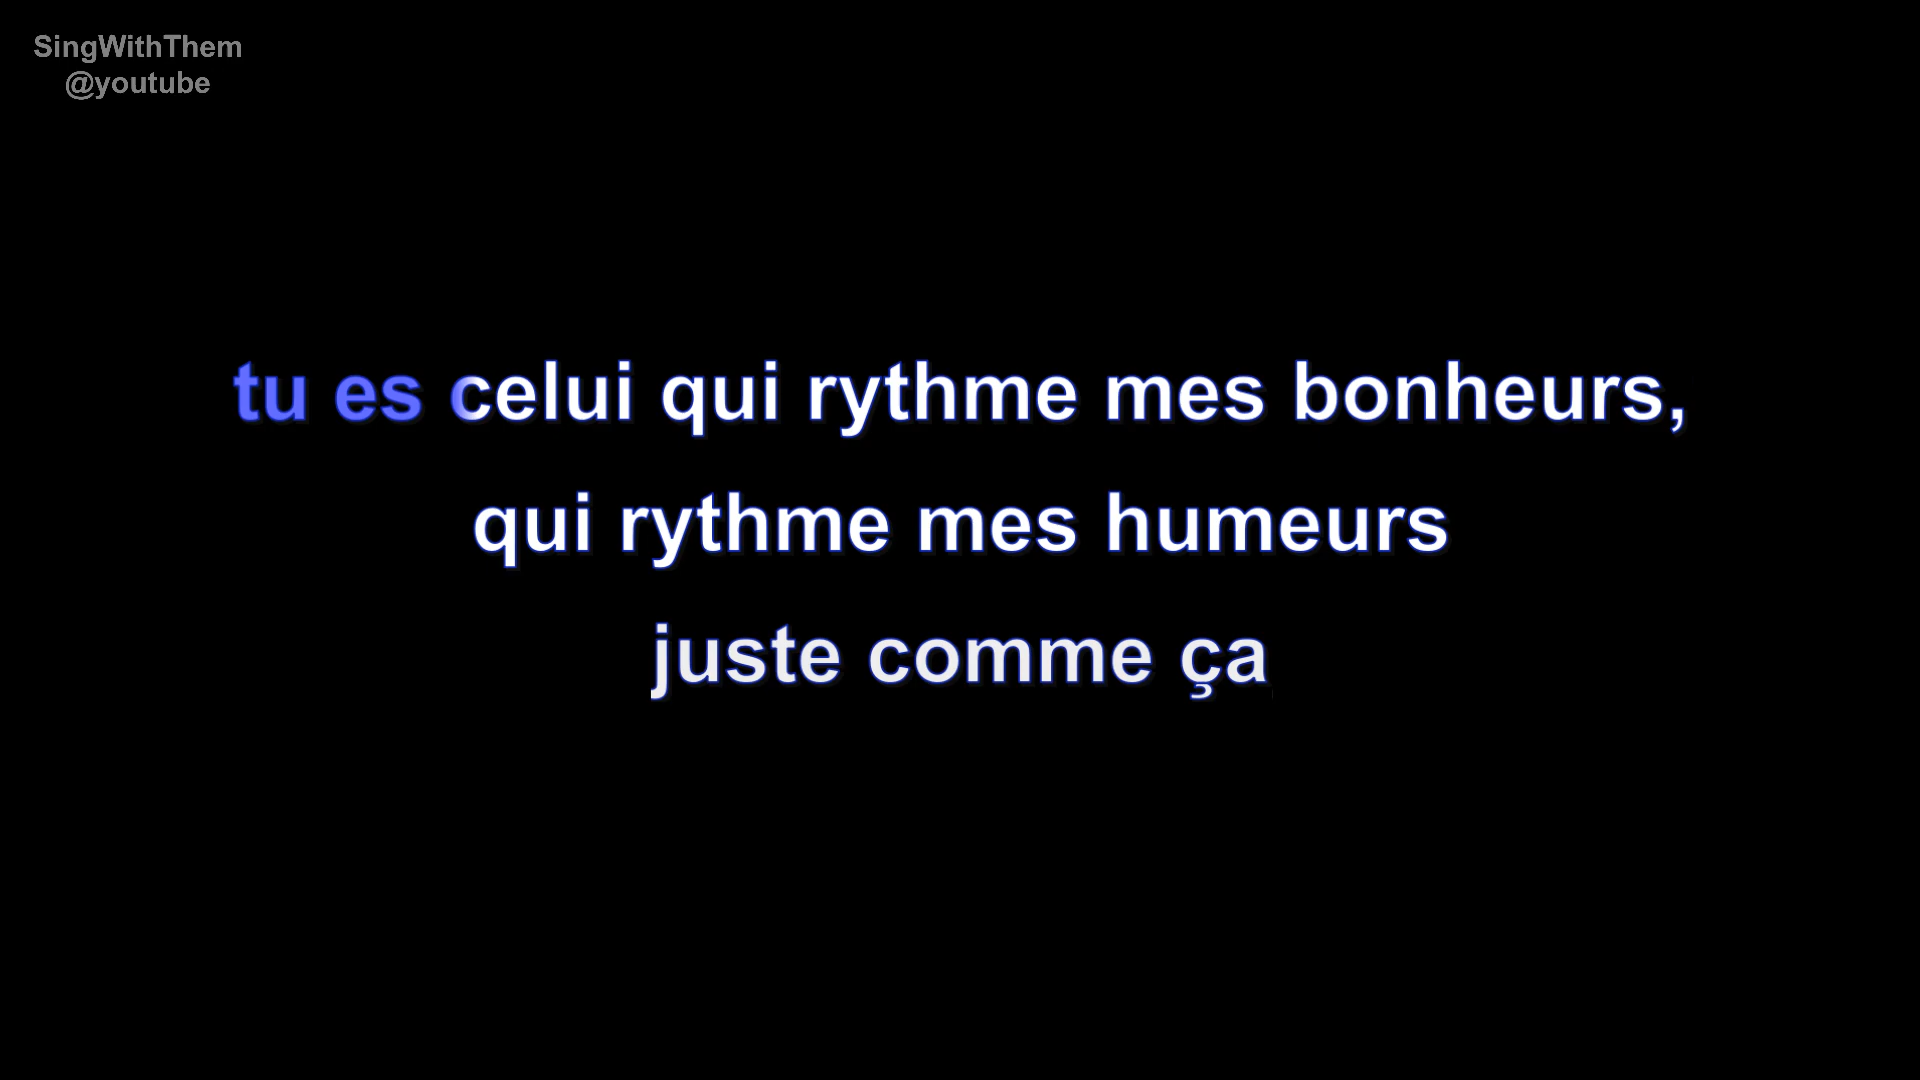 SingWithThem
@youtube
tu es celui qui rythme mes bonheurs,
qui rythme mes humeurs
juste comme ça